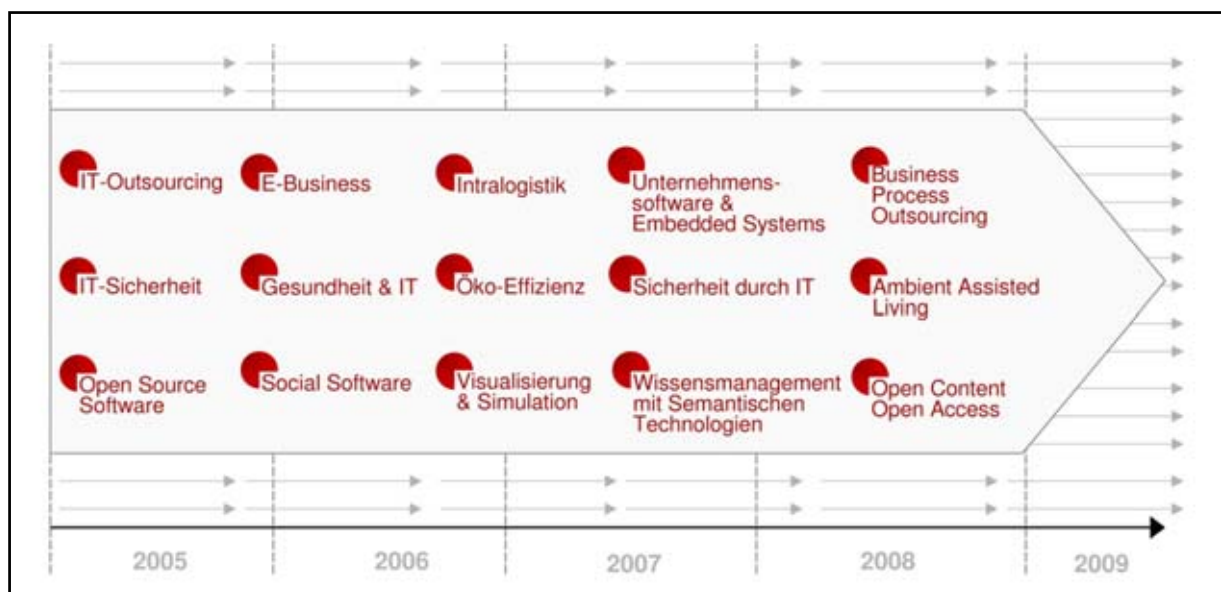 IT-Outsourcing
E-Business
Intralogistik
Unternehmens-
software &
Embedded Systems
Business
Process
Outsourcing
IT-Sicherheit
Gesundheit & IT
Öko-Effizienz
Sicherheit durch IT
Ambient Assisted
Living
Open Source
Software
Social Software
Visualisierung
& Simulation
Wissensmanagement
mit Semantischen
Technologien
Open Content
Open Access
2005
2006
2007
2008
2009